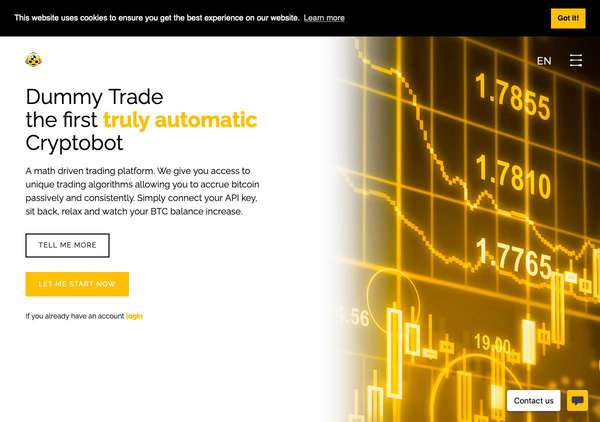 This website uses cookies to ensure you get the best experience on our website. Learn more
Got it!
EN
Dummy Trade
the first truly automatic
Cryptobot
A math driven trading platform. We give you access to
unique trading algorithms allowing you to accrue bitcoin
passively and consistently. Simply connect your API key,
sit back, relax and watch your BTC balance increase.
TELL ME MORE
LET ME START NOW
If you already have an account login
1.7855
1.7810
1.7765
4.56
19.00
Contact us